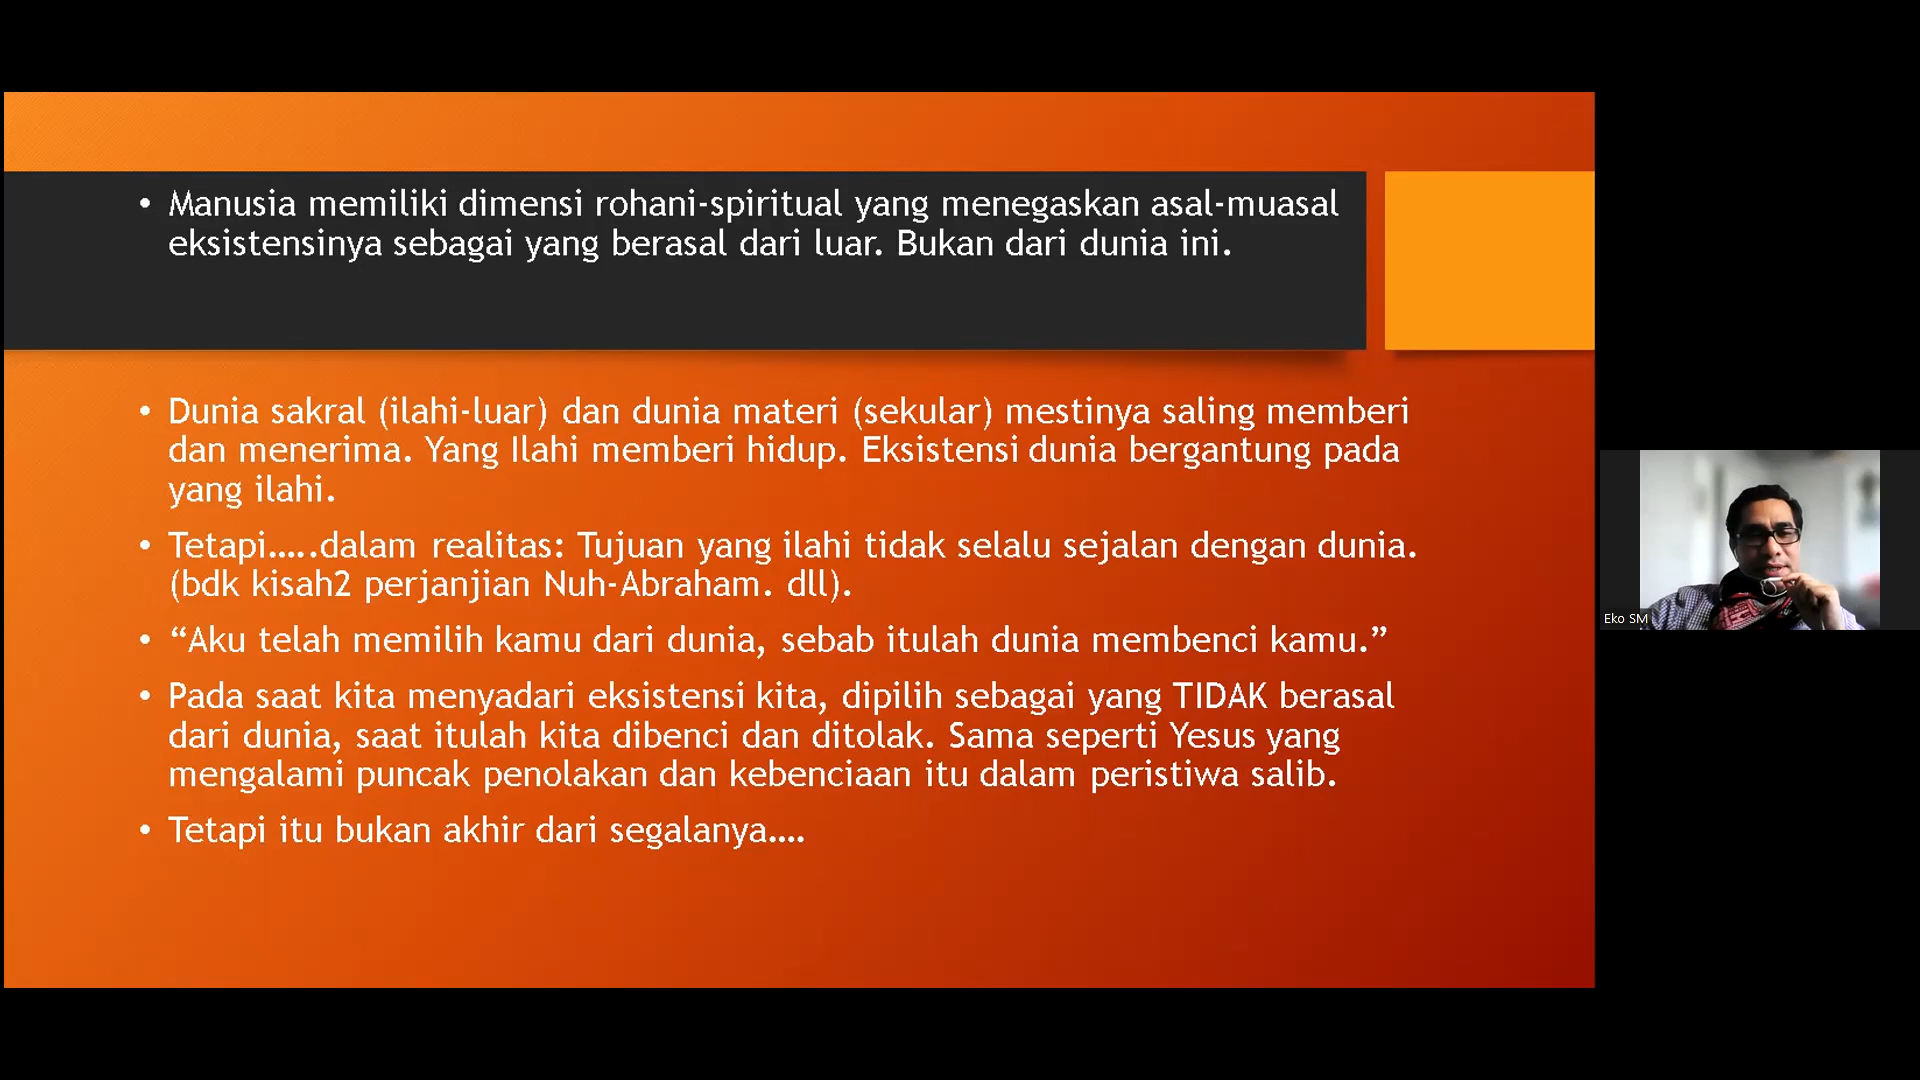 • Manusia memiliki dimensi rohani-spiritual yang menegaskan asal-muasal
eksistensinya sebagai yang berasal dari luar. Bukan dari dunia ini.
• Dunia sakral (ilahi-luar) dan dunia materi (sekular) mestinya saling memberi
dan menerima. Yang Ilahi memberi hidup. Eksistensi dunia bergantung pada
yang ilahi.
• Tetapi…..dalam realitas: Tujuan yang ilahi tidak selalu sejalan dengan dunia.
(bdk kisah2 perjanjian Nuh-Abraham. dll).
• “Aku telah memilih kamu dari dunia, sebab itulah dunia membenci kamu.”
• Pada saat kita menyadari eksistensi kita, dipilih sebagai yang TIDAK berasal
dari dunia, saat itulah kita dibenci dan ditolak. Sama seperti Yesus yang
mengalami puncak penolakan dan kebenciaan itu dalam peristiwa salib.
• Tetapi itu bukan akhir dari segalanya….
Eko SM